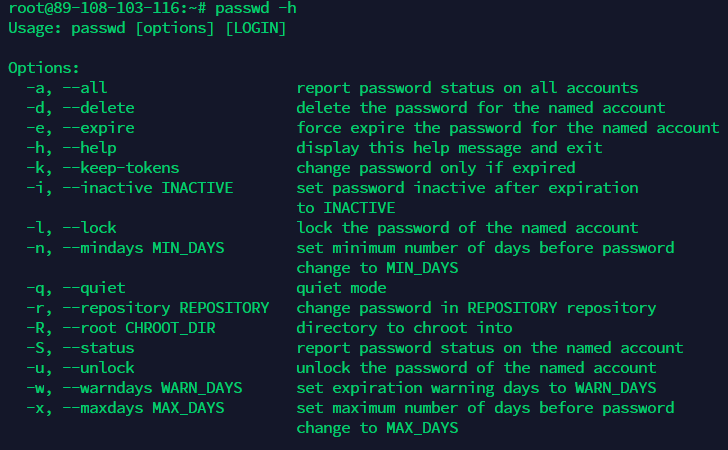 root@89-108-103-116:~# passwd -h
Usage: passwd [options] [LOGIN]

Options:
  -a, --all                     report password status on all accounts
  -d, --delete                  delete the password for the named account
  -e, --expire                  force expire the password for the named account
  -h, --help                    display this help message and exit
  -k, --keep-tokens             change password only if expired
  -i, --inactive INACTIVE       set password inactive after expiration
                                to INACTIVE
  -l, --lock                    lock the password of the named account
  -n, --mindays MIN_DAYS        set minimum number of days before password
                                change to MIN_DAYS
  -q, --quiet                   quiet mode
  -r, --repository REPOSITORY   change password in REPOSITORY repository
  -R, --root CHROOT_DIR         directory to chroot into
  -S, --status                  report password status on the named account
  -u, --unlock                  unlock the password of the named account
  -w, --warndays WARN_DAYS      set expiration warning days to WARN_DAYS
  -x, --maxdays MAX_DAYS        set maximum number of days before password
                                change to MAX_DAYS